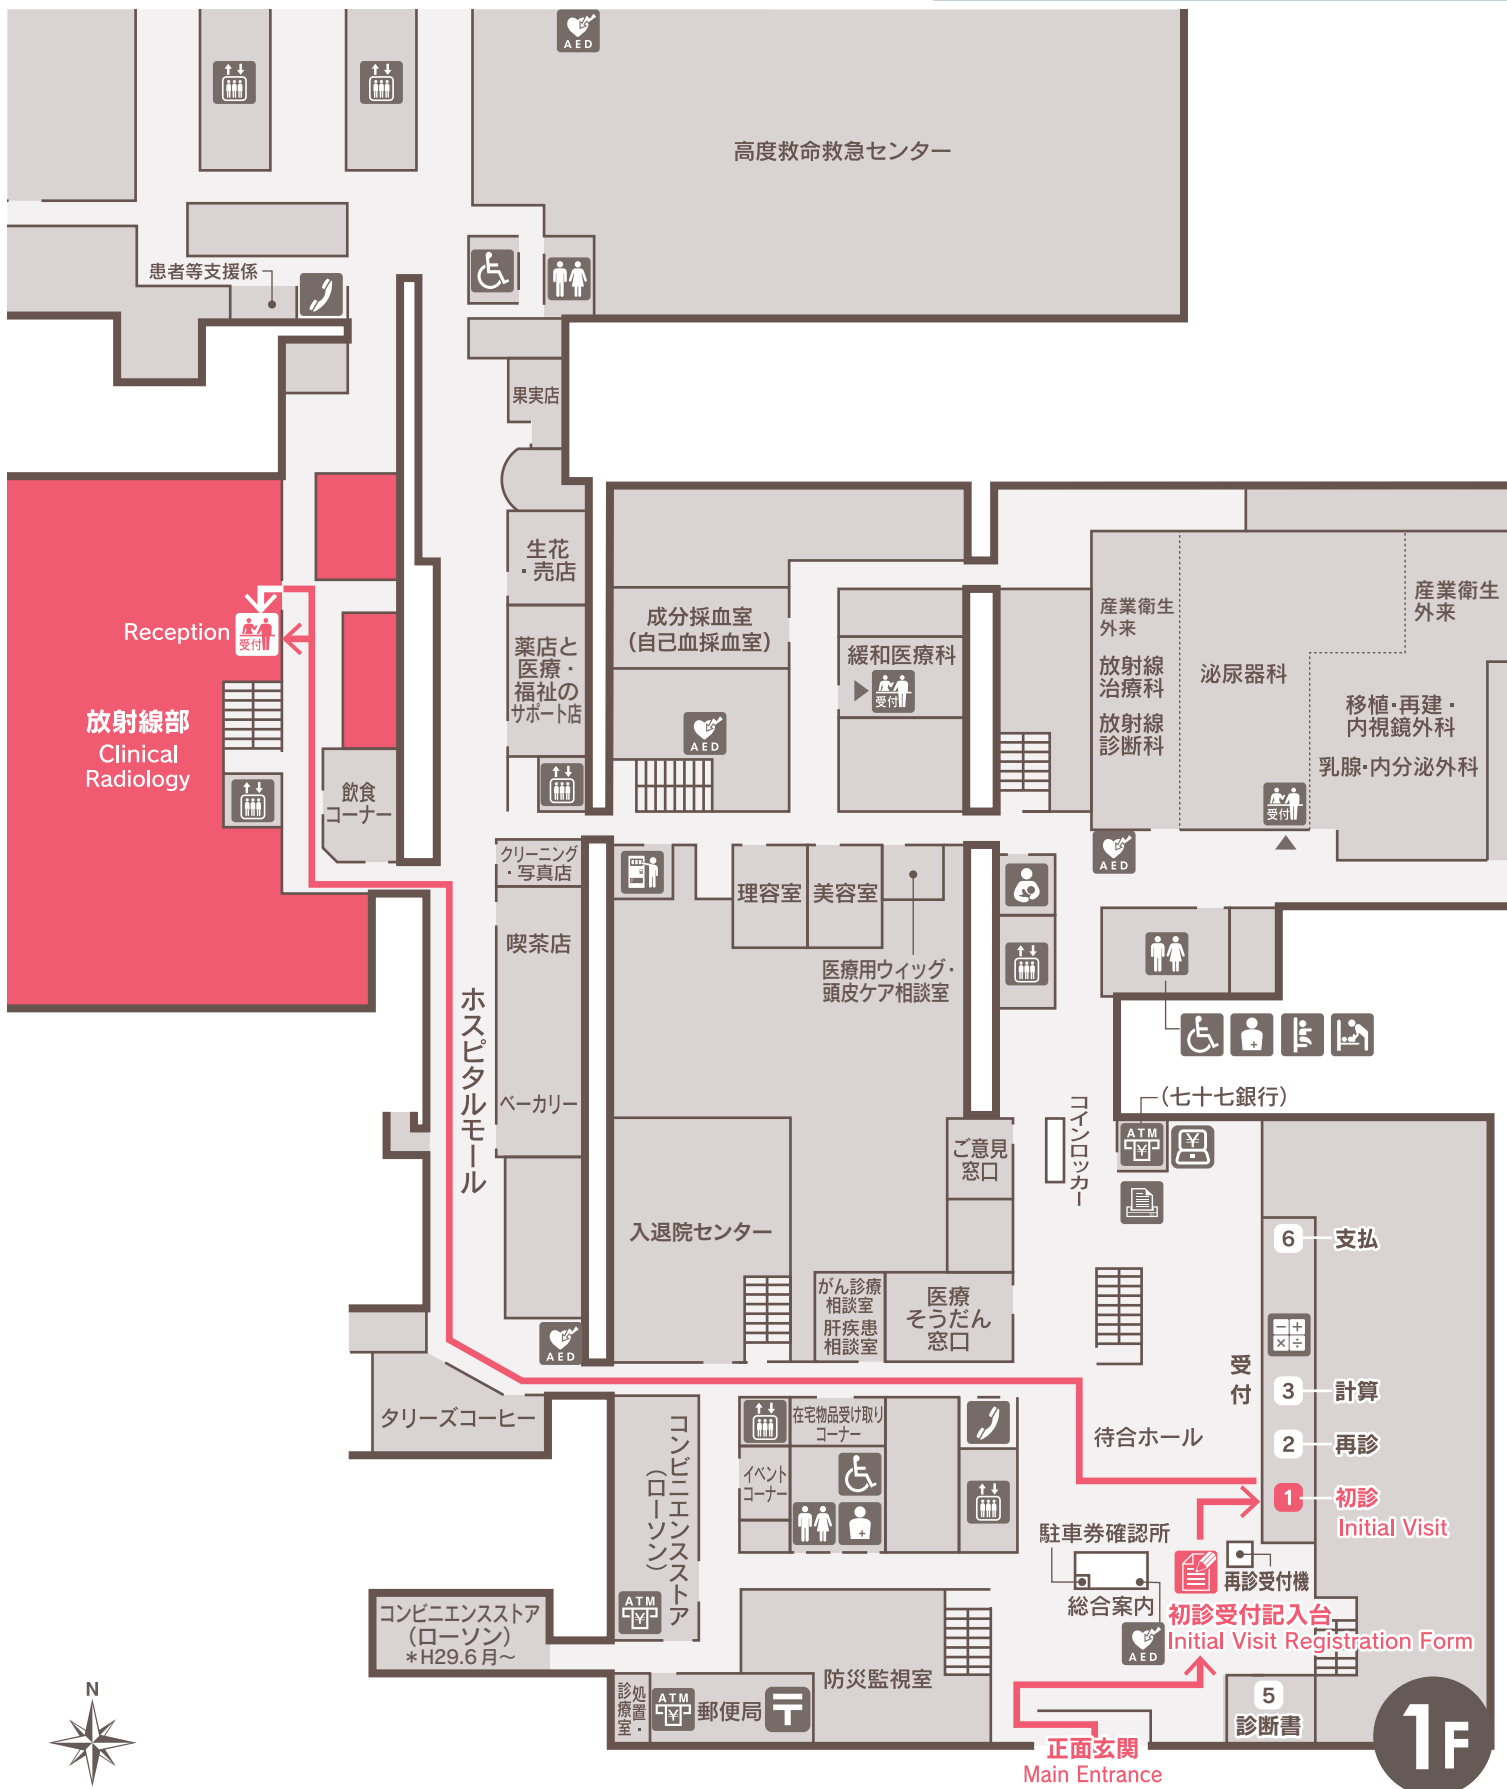 AED
高度救命救急センター
患者等支援係
果実店
生花
・売店
成分採血室
(自己血採血室)
産業衛生
外来
産業衛生
外来
Reception
受付
薬店と
医療・
福祉の
サポート店
緩和医療科
受付
放射線
治療科
泌尿器科
放射線部
Clinical
Radiology
AED
放射線
診断科
移植・再建・
内視鏡外科
乳腺・内分泌外科
飲食
コーナー
受付
クリーニング
・写真店
AED
理容室
美容室
喫茶店
医療用ウィッグ・
頭皮ケア相談室
ホスピタルモール
ベーカリー
コインロッカー
(七十七銀行)
ATM
ご意見
窓口
入退院センター
6
支払
がん診療
相談室
肝疾患
相談室
医療
そうだん
窓口
AED
受付
3
計算
タリーズコーヒー
コンビニエンスストア
(ローソン)
在宅物品受け取り
コーナー
待合ホール
2
再診
イベント
コーナー
1
初診
Initial Visit
駐車券確認所
再診受付機
ATM
総合案内
初診受付記入台
Initial Visit Registration Form
コンビニエンスストア
(ローソン)
*H29.6月~
AED
防災監視室
処置・
診療室
ATM
郵便局
5
診断書
N
正面玄関
Main Entrance
1F